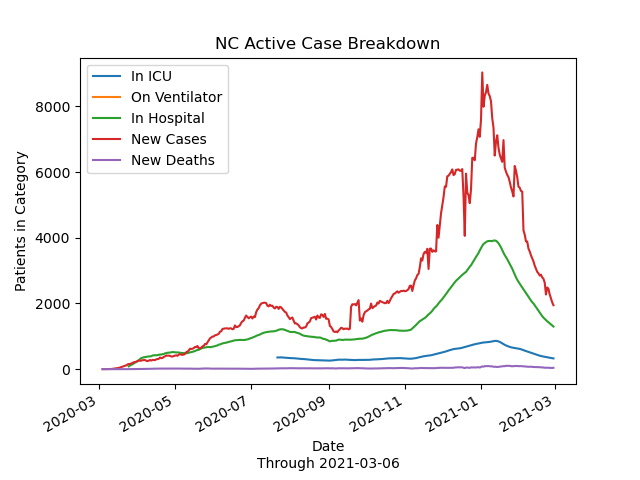 NC Active Case Breakdown
In ICU
On Ventilator
In Hospital
New Cases
New Deaths
Patients in Category
8000
6000
4000
2000
0
2020-03
2020-05
2020-07
2020-09
2020-11
2021-01
2021-03
Date
Through 2021-03-06